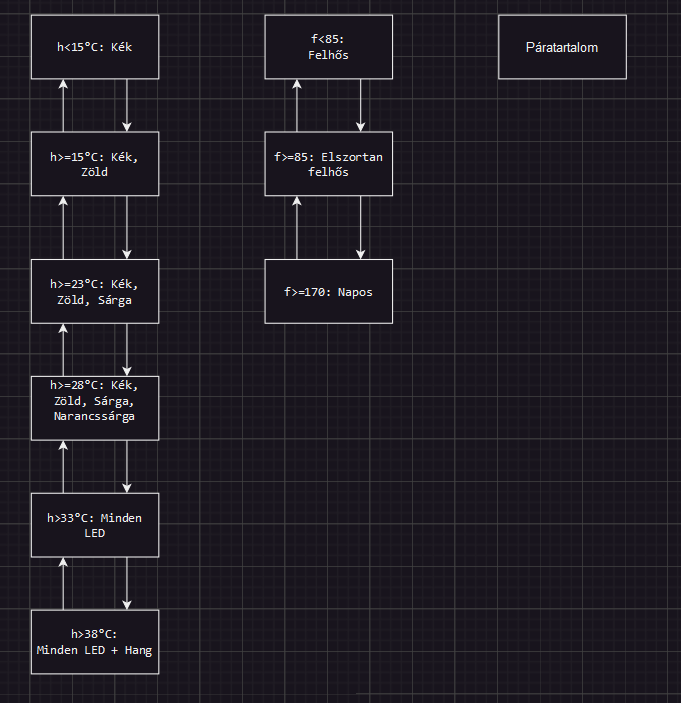 h<15°C: Kék
h>=15°C: Kék,
Zöld
h>=23°C: Kék,
Zöld, Sárga
h>=28°C: Kék,
Zöld, Sárga,
Narancssárga
h>33°C: Minden
LED
h>38°C:
Minden LED + Hang
f<85:
Felhős
f>=85: Elszortan
felhős
f>=170: Napos
Páratartalom